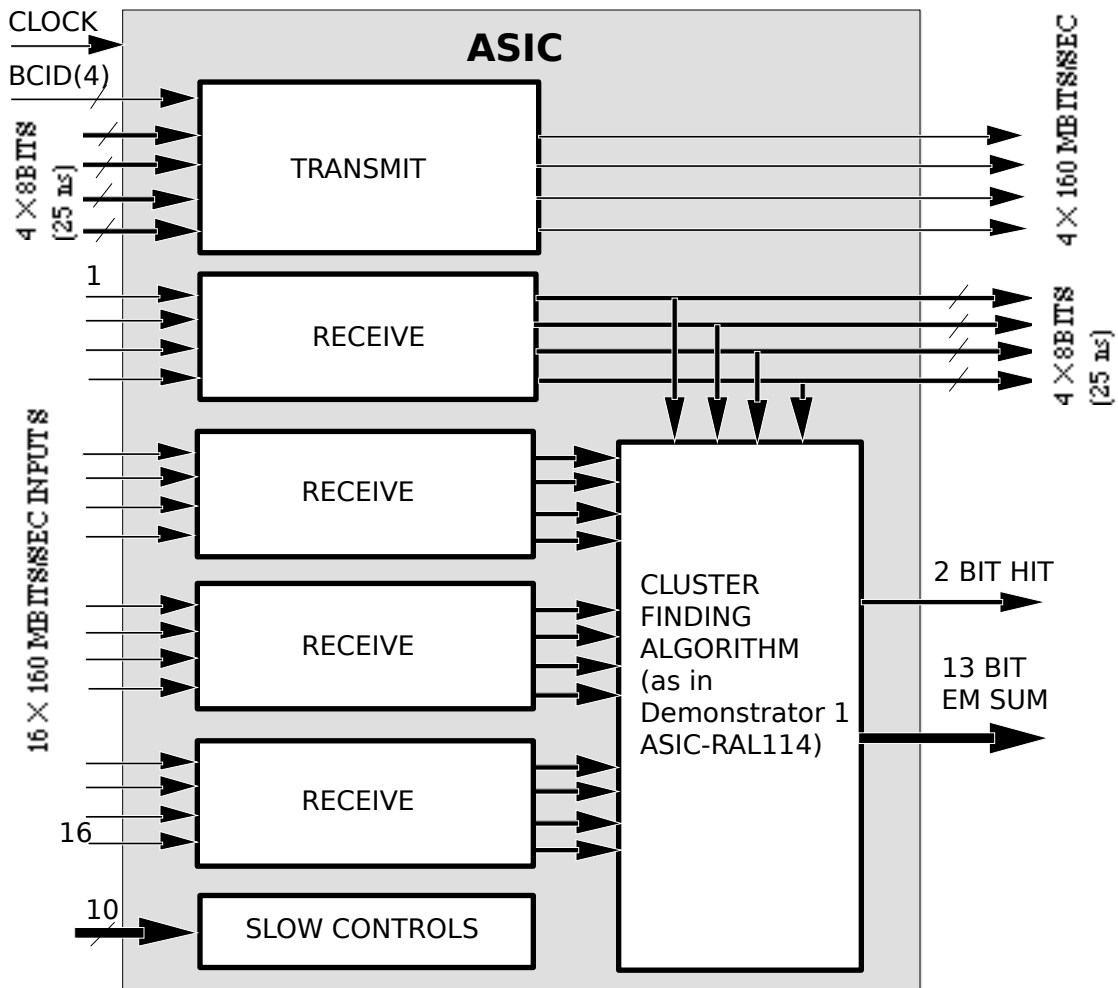 CLOCK
ASIC
BCID(4)
4 × 8BITS
(25 ns)
TRANSMIT
4 × 160 MBITS/SEC
1
RECEIVE
4 × 8BITS
(25 ns)
16 × 160 MBITS/SEC INPUTS
RECEIVE
RECEIVE
RECEIVE
16
CLUSTER
FINDING
ALGORITHM
(as in
Demonstrator 1
ASIC-RAL114)
2 BIT HIT
13 BIT
EM SUM
10
SLOW CONTROLS